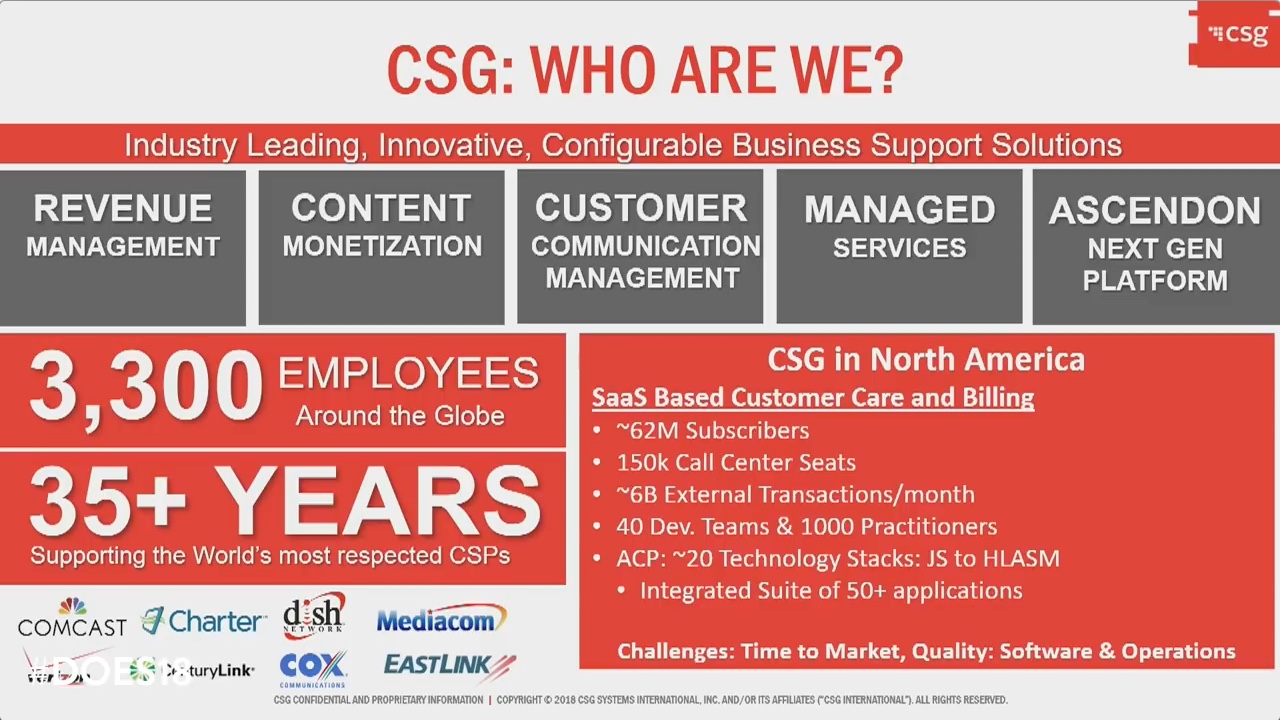 csg
CSG: WHO ARE WE?
Industry Leading, Innovative, Configurable Business Support Solutions
REVENUE
MANAGEMENT
CONTENT
MONETIZATION
CUSTOMER
COMMUNICATION
MANAGEMENT
MANAGED
SERVICES
ASCENDON
NEXT GEN
PLATFORM
3,300 EMPLOYEES
Around the Globe
35+ YEARS
Supporting the World's most respected CSPs
COMCAST
Charter
dish
NETWORK
Mediacom
#DOES18
CenturyLink
COX
COMMUNICATIONS
EASTLINK
CSG in North America
SaaS Based Customer Care and Billing
• ~62M Subscribers
• 150k Call Center Seats
• ~6B External Transactions/month
• 40 Dev. Teams & 1000 Practitioners
• ACP: ~20 Technology Stacks: JS to HLASM
• Integrated Suite of 50+ applications
Challenges: Time to Market, Quality: Software & Operations
CSG CONFIDENTIAL AND PROPRIETARY INFORMATION | COPYRIGHT © 2018 CSG SYSTEMS INTERNATIONAL, INC. AND/OR ITS AFFILIATES ("CSG INTERNATIONAL"). ALL RIGHTS RESERVED.